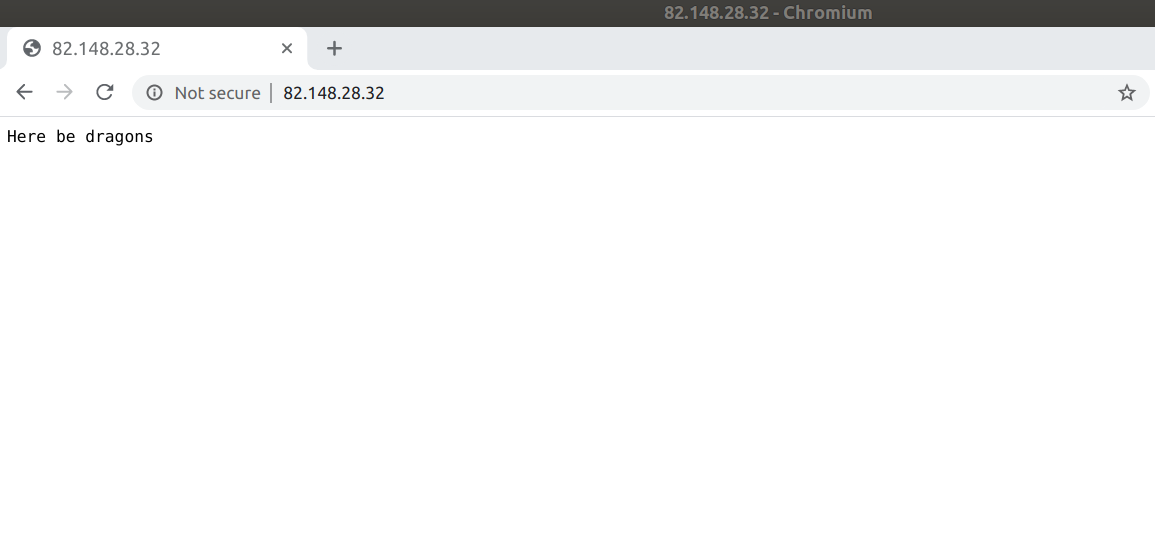 82.148.28.32 - Chromium
82.148.28.32
Not secure | 82.148.28.32
Here be dragons